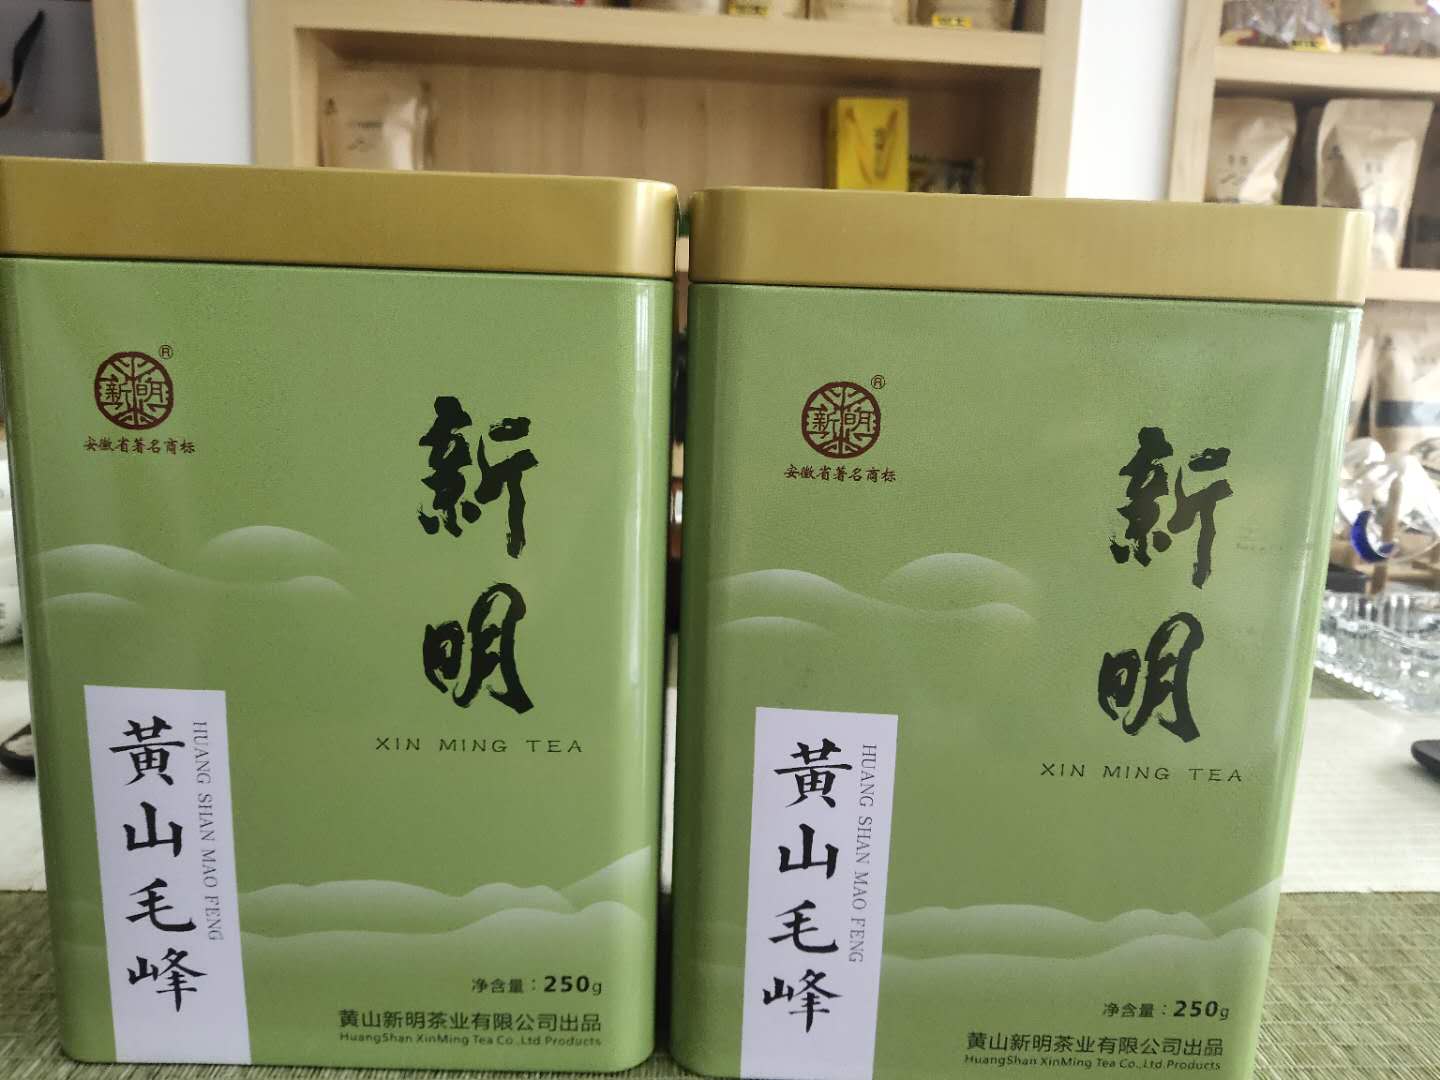 新明
®
安徽省著名商标
新
明
XIN MING TEA
黄山毛峰
HUANG SHAN MAO FENG
净含量：250g
黄山新明茶业有限公司出品
HuangShan XinMing Tea Co.,Ltd Products
新明
®
安徽省著名商标
新
明
XIN MING TEA
黄山毛峰
HUANG SHAN MAO FENG
净含量：250g
黄山新明茶业有限公司出品
HuangShan XinMing Tea Co.,Ltd Products